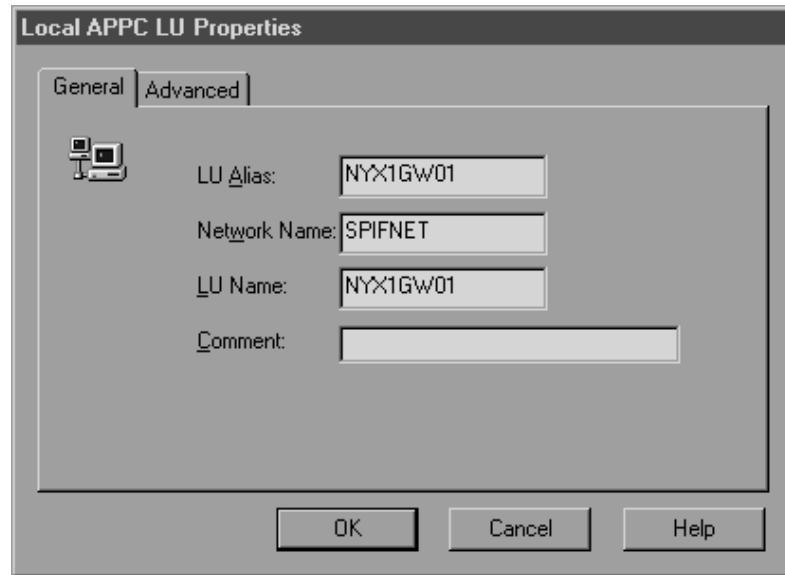 Local APPC LU Properties
General Advanced
LU Alias: NYX1GW01
Network Name: SPIFNET
LU Name: NYX1GW01
Comment:
OK Cancel Help